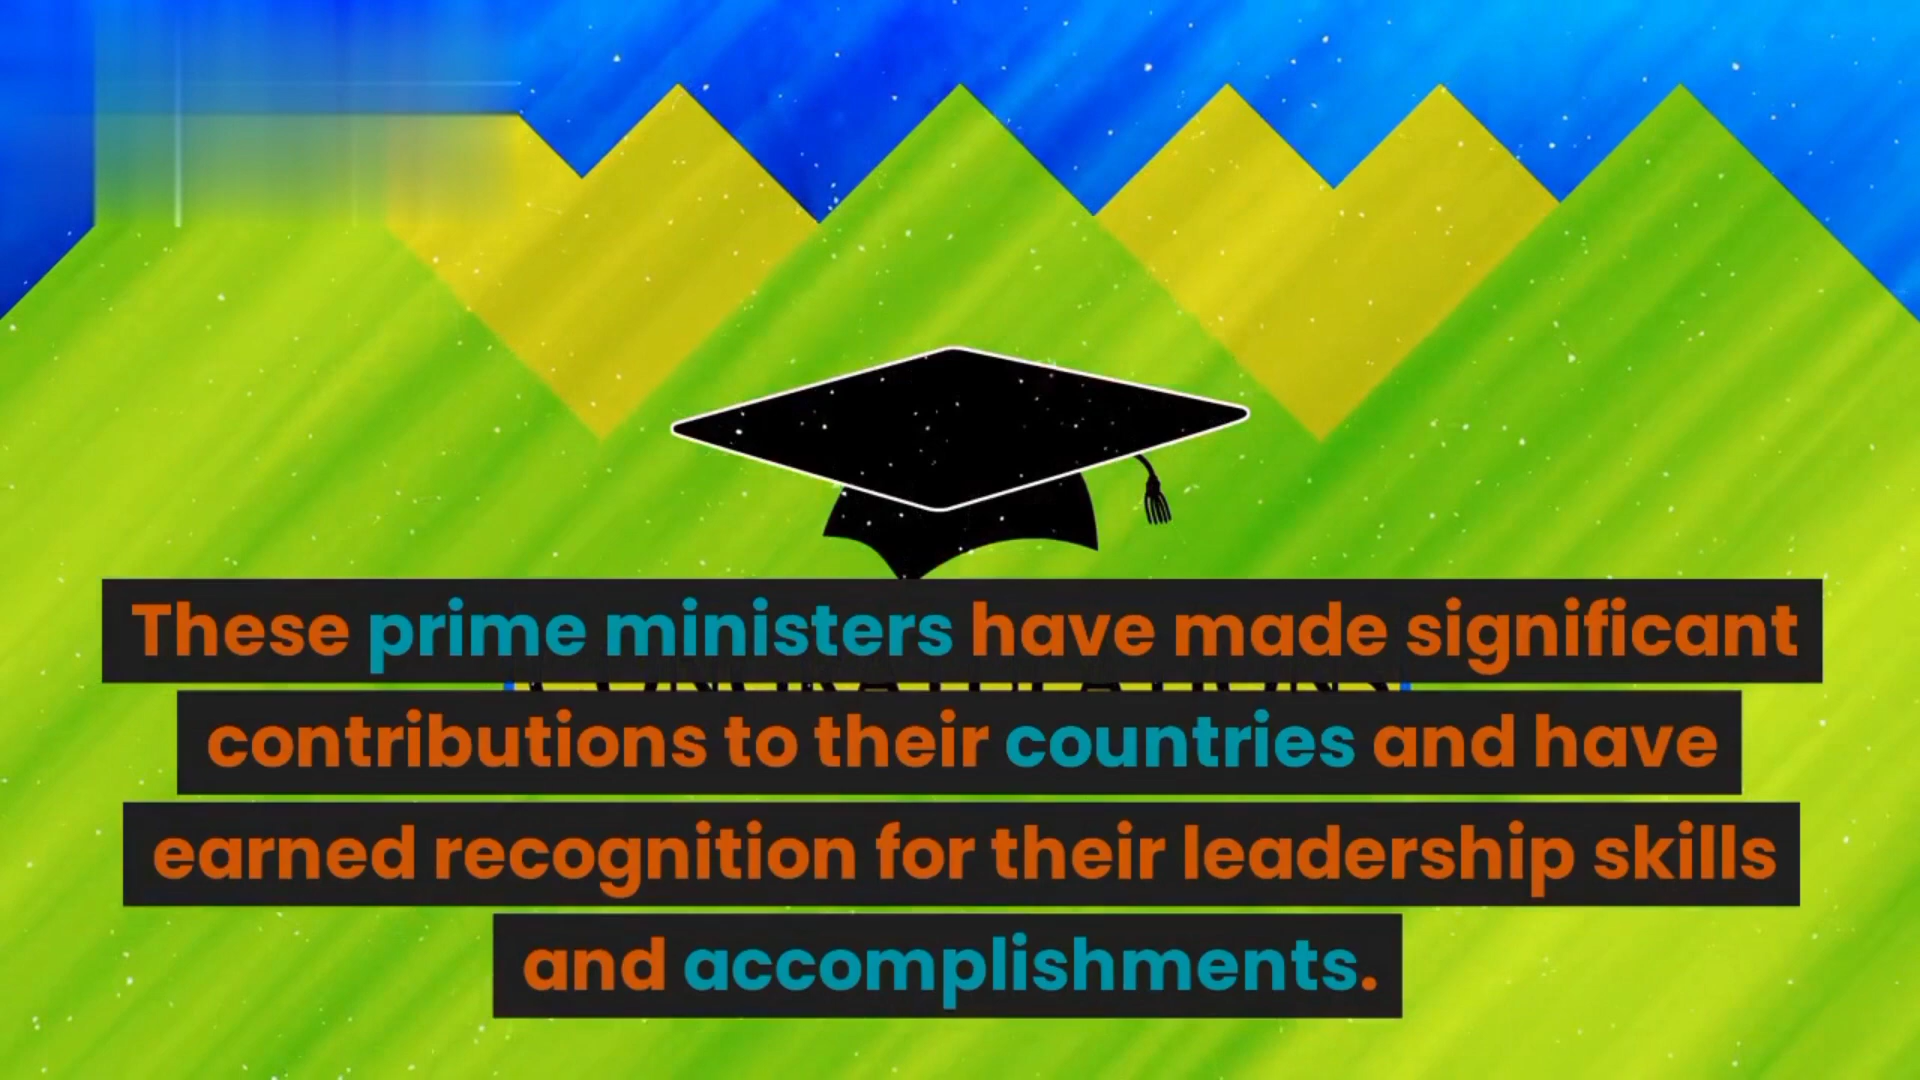 These prime ministers have made significant
contributions to their countries and have
earned recognition for their leadership skills
and accomplishments.